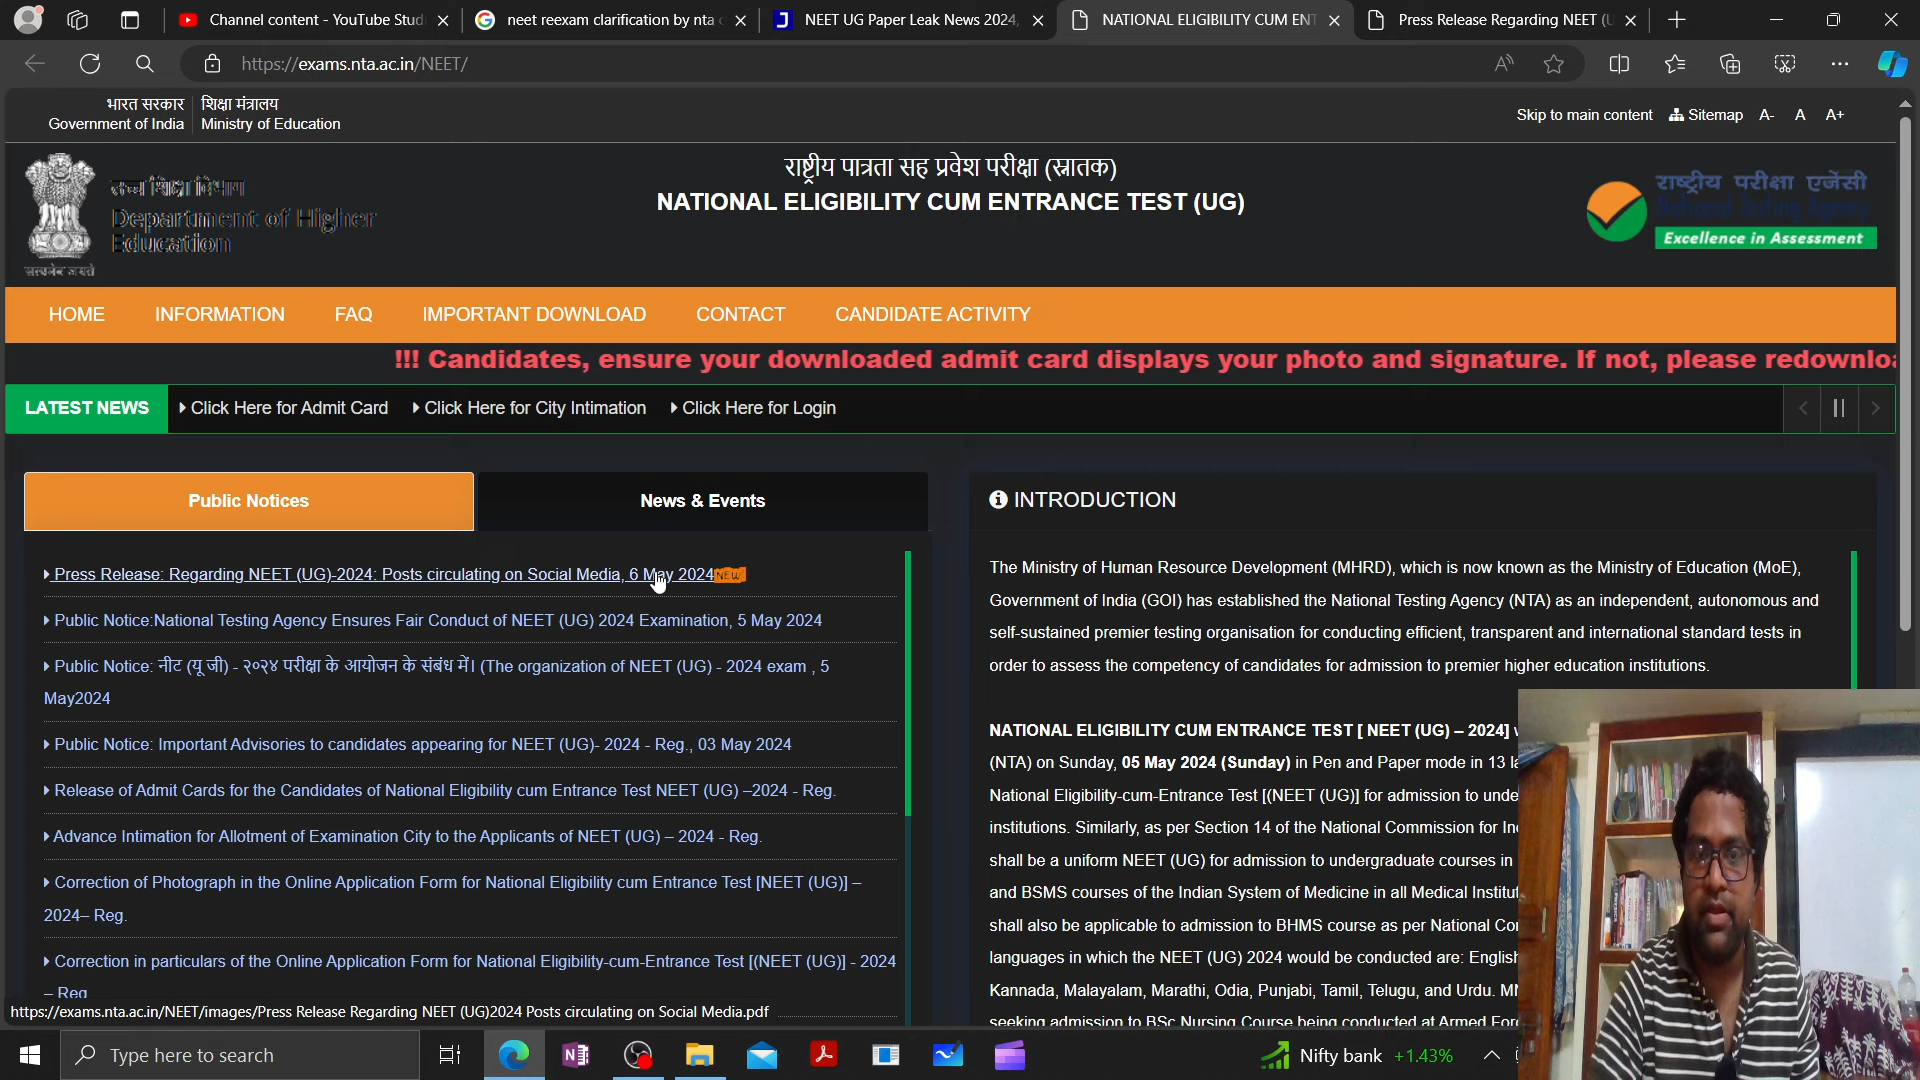 Channel content - YouTube Stud
neet reexam clarification by nta c
NEET UG Paper Leak News 2024,
NATIONAL ELIGIBILITY CUM ENT
Press Release Regarding NEET (U
https://exams.nta.ac.in/NEET/
भारत सरकार
Government of India
शिक्षा मंत्रालय
Ministry of Education
Skip to main content
Sitemap
A-
A
A+
सत्यमेव जयते
उच्च शिक्षा विभाग
Department of Higher
Education
राष्ट्रीय पात्रता सह प्रवेश परीक्षा (स्नातक)
NATIONAL ELIGIBILITY CUM ENTRANCE TEST (UG)
राष्ट्रीय परीक्षा एजेंसी
National Testing Agency
Excellence in Assessment
HOME
INFORMATION
FAQ
IMPORTANT DOWNLOAD
CONTACT
CANDIDATE ACTIVITY
!!! Candidates, ensure your downloaded admit card displays your photo and signature. If not, please redownloa
LATEST NEWS
Click Here for Admit Card
Click Here for City Intimation
Click Here for Login
Public Notices
News & Events
Press Release: Regarding NEET (UG)-2024: Posts circulating on Social Media, 6 May 2024 NEW
Public Notice:National Testing Agency Ensures Fair Conduct of NEET (UG) 2024 Examination, 5 May 2024
Public Notice: नीट (यू जी) - २०२४ परीक्षा के आयोजन के संबंध में। (The organization of NEET (UG) - 2024 exam , 5
May2024
Public Notice: Important Advisories to candidates appearing for NEET (UG)- 2024 - Reg., 03 May 2024
Release of Admit Cards for the Candidates of National Eligibility cum Entrance Test NEET (UG) –2024 - Reg.
Advance Intimation for Allotment of Examination City to the Applicants of NEET (UG) – 2024 - Reg.
Correction of Photograph in the Online Application Form for National Eligibility cum Entrance Test [NEET (UG)] –
2024– Reg.
Correction in particulars of the Online Application Form for National Eligibility-cum-Entrance Test [(NEET (UG)] - 2024
– Reg
INTRODUCTION
The Ministry of Human Resource Development (MHRD), which is now known as the Ministry of Education (MoE),
Government of India (GOI) has established the National Testing Agency (NTA) as an independent, autonomous and
self-sustained premier testing organisation for conducting efficient, transparent and international standard tests in
order to assess the competency of candidates for admission to premier higher education institutions.
NATIONAL ELIGIBILITY CUM ENTRANCE TEST [ NEET (UG) – 2024] w
(NTA) on Sunday, 05 May 2024 (Sunday) in Pen and Paper mode in 13 la
National Eligibility-cum-Entrance Test [(NEET (UG)] for admission to unde
institutions. Similarly, as per Section 14 of the National Commission for In
shall be a uniform NEET (UG) for admission to undergraduate courses in
and BSMS courses of the Indian System of Medicine in all Medical Institut
shall also be applicable to admission to BHMS course as per National Co
languages in which the NEET (UG) 2024 would be conducted are: English
Kannada, Malayalam, Marathi, Odia, Punjabi, Tamil, Telugu, and Urdu. MN
seeking admission to BSc Nursing Course being conducted at Armed Forc
https://exams.nta.ac.in/NEET/images/Press Release Regarding NEET (UG)2024 Posts circulating on Social Media.pdf
Type here to search
Nifty bank +1.43%